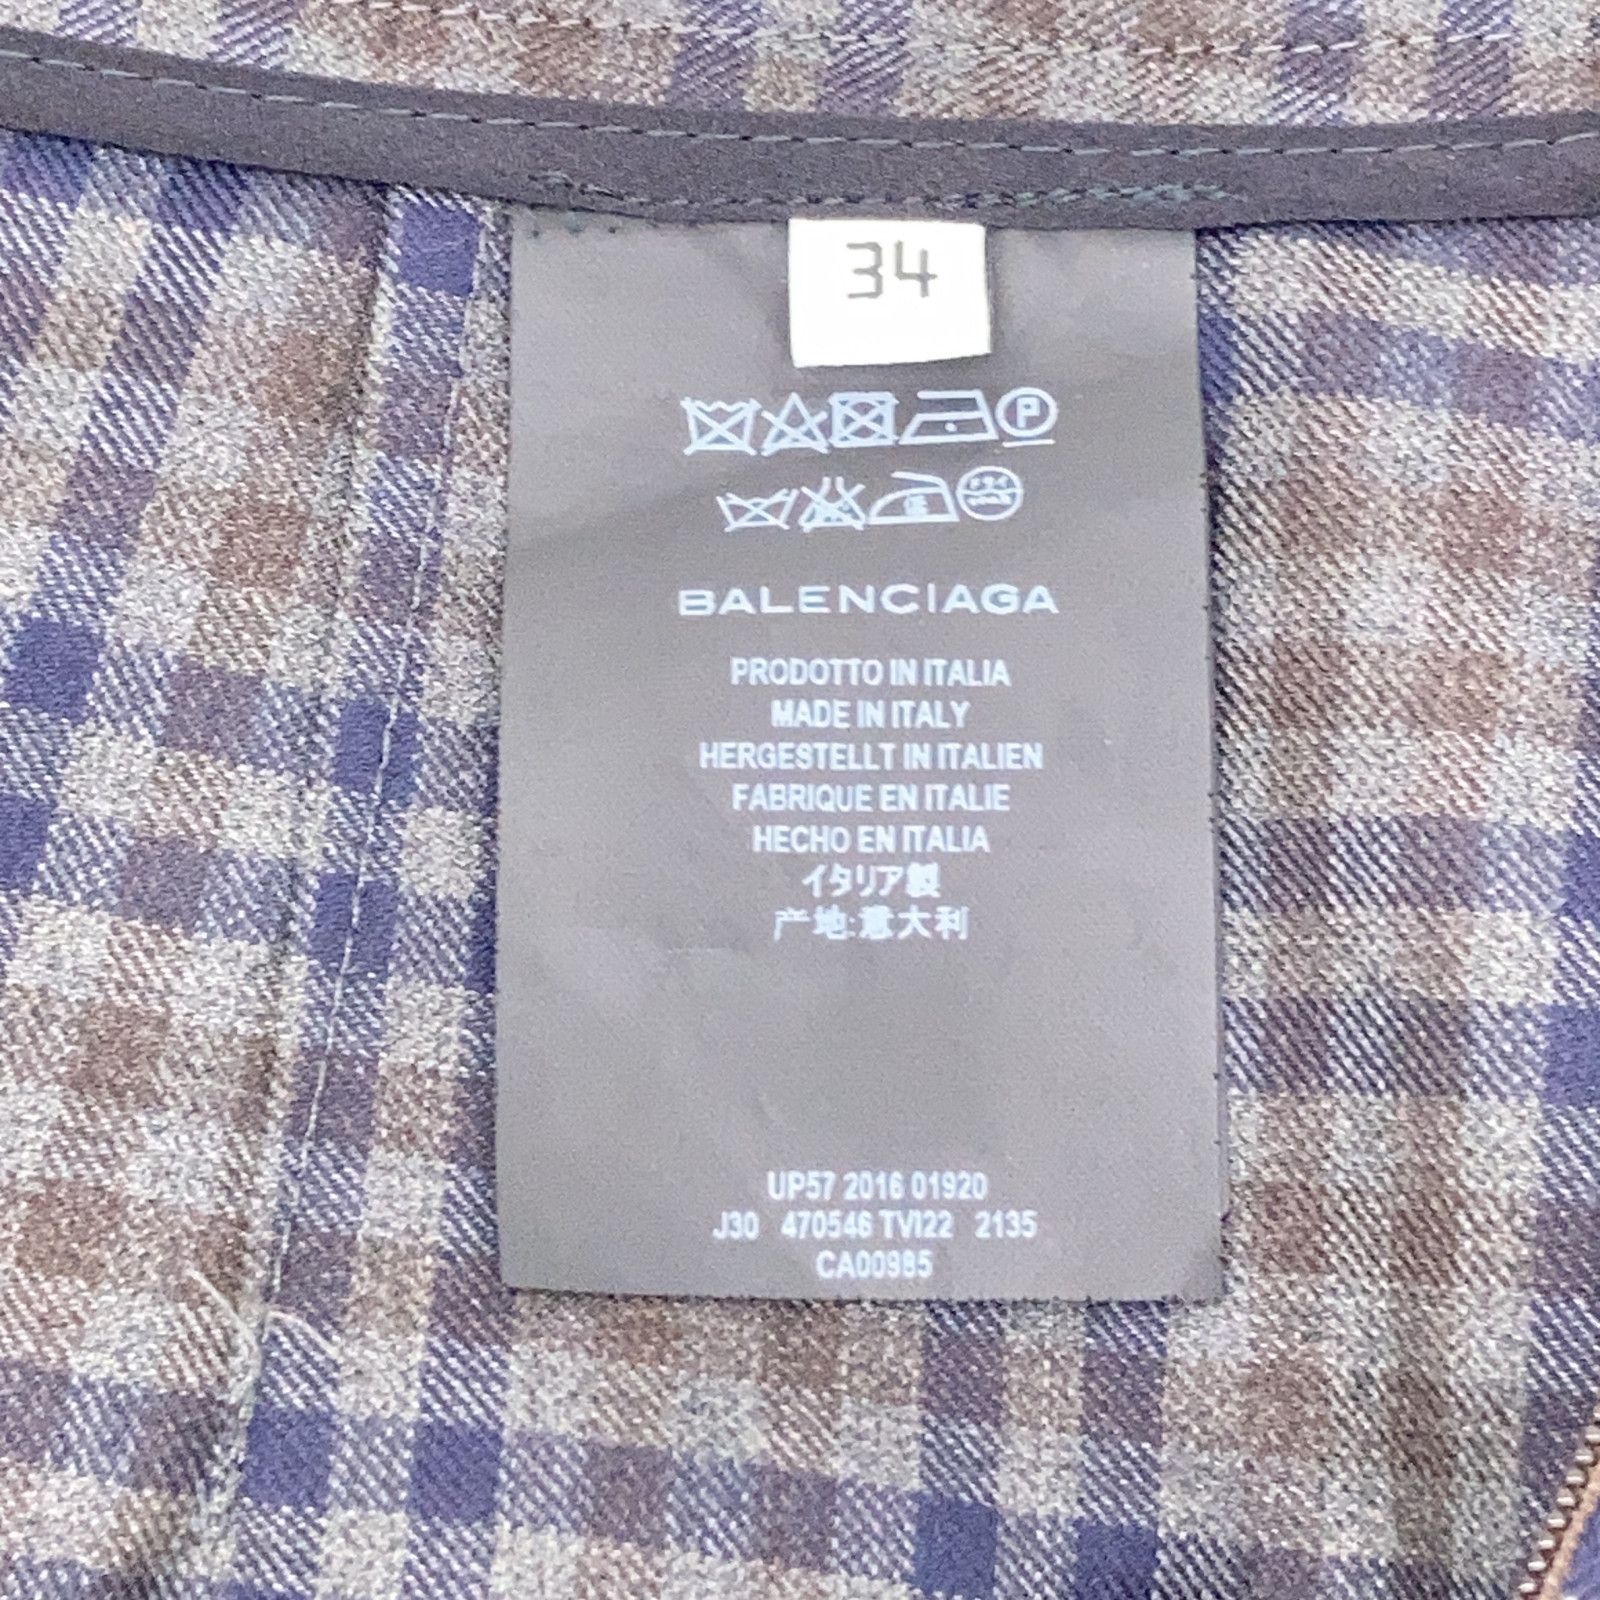 34
P
BALENCIAGA
PRODOTTO IN ITALIA
MADE IN ITALY
HERGESTELLT IN ITALIEN
FABRIQUE EN ITALIE
HECHO EN ITALIA
イタリア製
产地:意大利
UP57 2016 01920
J30 470546 TVI22 2135
CA00985